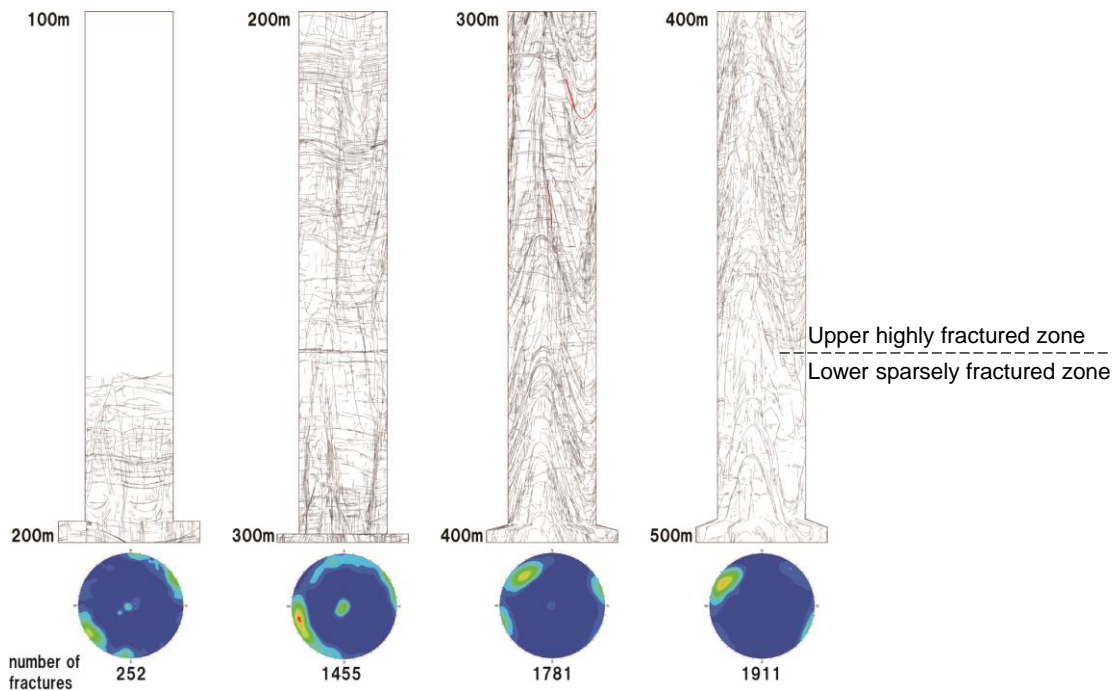 100m
200m
300m
400m
Upper highly fractured zone
Lower sparsely fractured zone
200m
300m
400m
500m
number of
fractures
252
1455
1781
1911